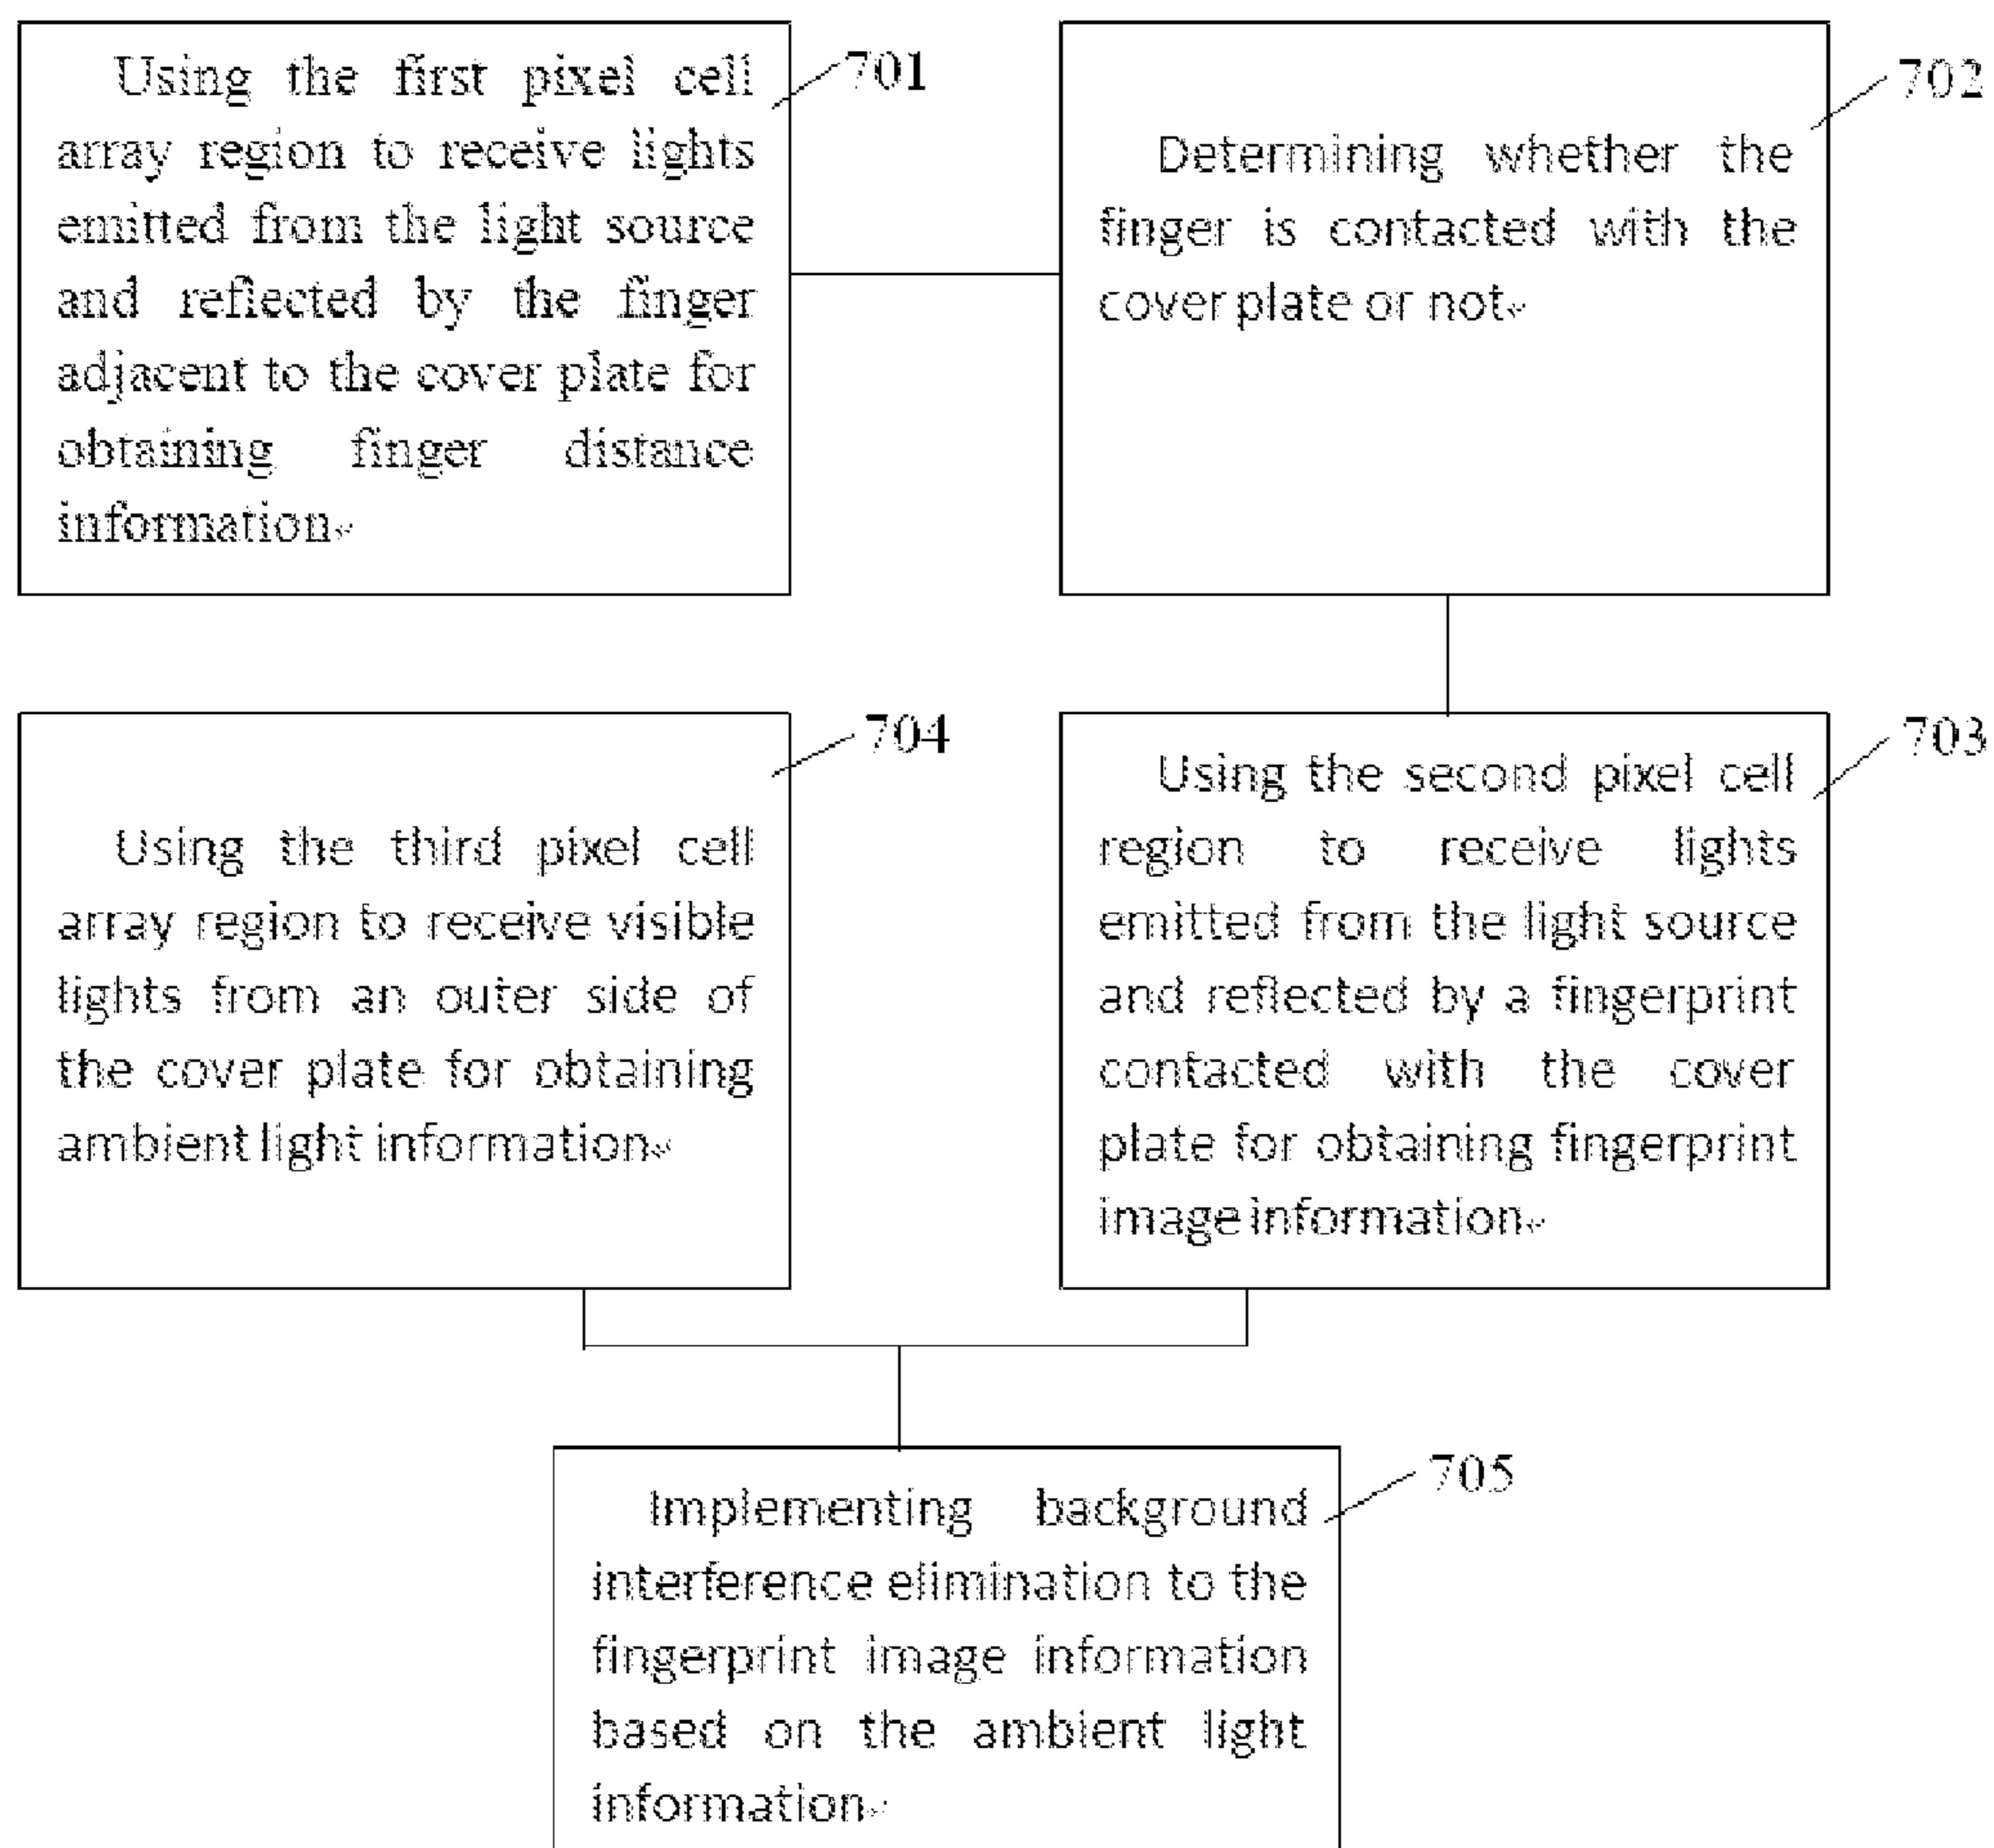 Using the first pixel cell
array region to receive lights
emitted from the light source
and reflected by the finger
adjacent to the cover plate for
obtaining finger distance
information
701
Determining whether the
finger is contacted with the
cover plate or not
702
Using the third pixel cell
array region to receive visible
lights from an outer side of
the cover plate for obtaining
ambient light information
704
Using the second pixel cell
region to receive lights
emitted from the light source
and reflected by a fingerprint
contacted with the cover
plate for obtaining fingerprint
image information
703
Implementing background
interference elimination to the
fingerprint image information
based on the ambient light
information
705